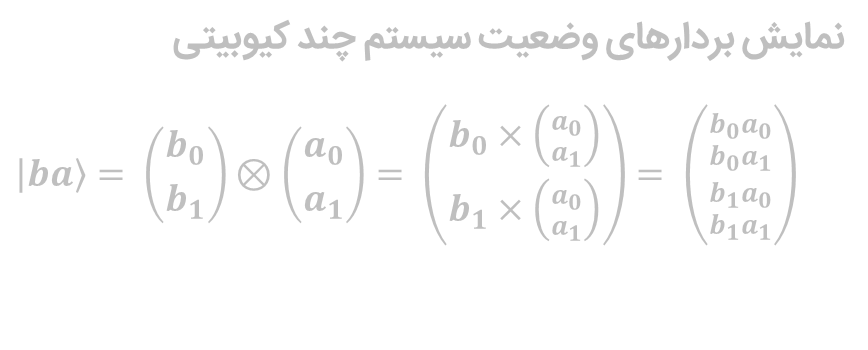 نمایش بردارهای وضعیت سیستم چند کیوبیتی
|ba⟩ = (b₀ b₁) ⊗ (a₀ a₁) = (b₀ × (a₀ a₁) b₁ × (a₀ a₁)) = (b₀a₀ b₀a₁ b₁a₀ b₁a₁)